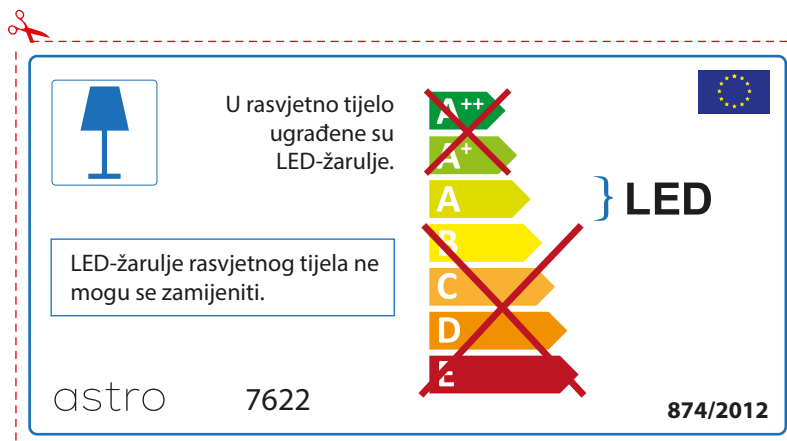 U rasvjetno tijelo
ugrađene su
LED-žarulje.
LED-žarulje rasvjetnog tijela ne
mogu se zamijeniti.
A++
A+
A
B
C
D
E
LED
astro
7622
874/2012